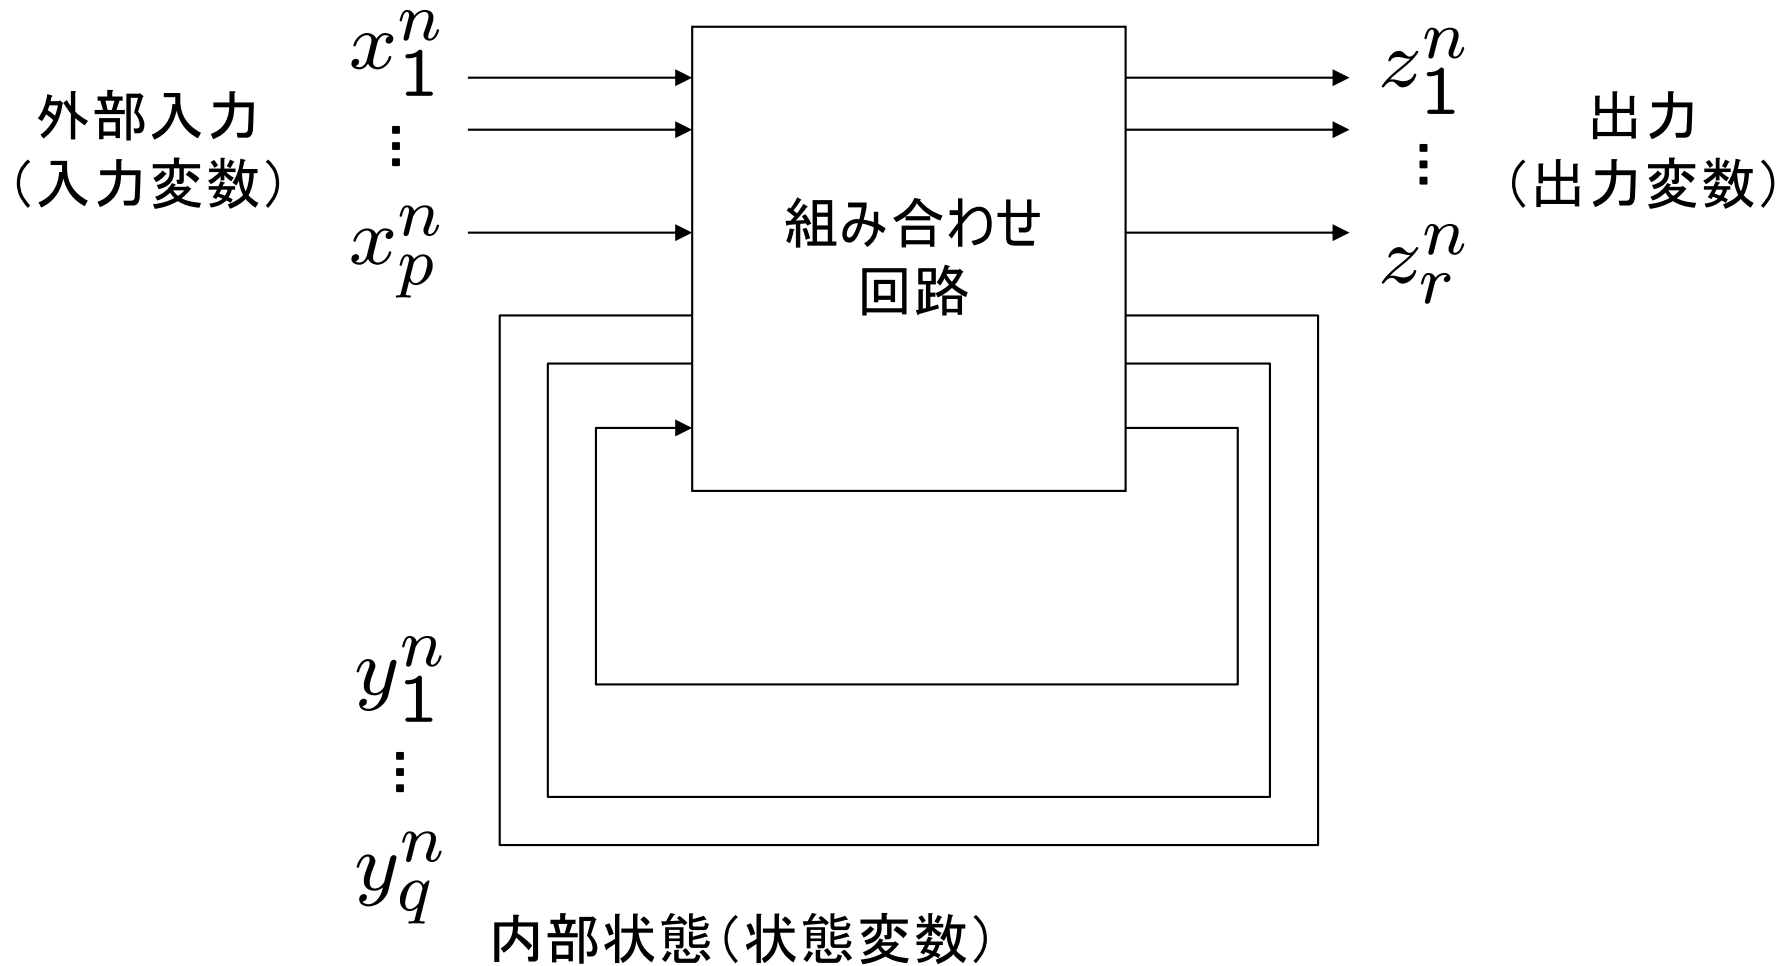 外部入力
（入力変数）
x_1^n
⋮
x_p^n
組み合わせ
回路
z_1^n
⋮
z_r^n
出力
（出力変数）
y_1^n
⋮
y_q^n
内部状態（状態変数）